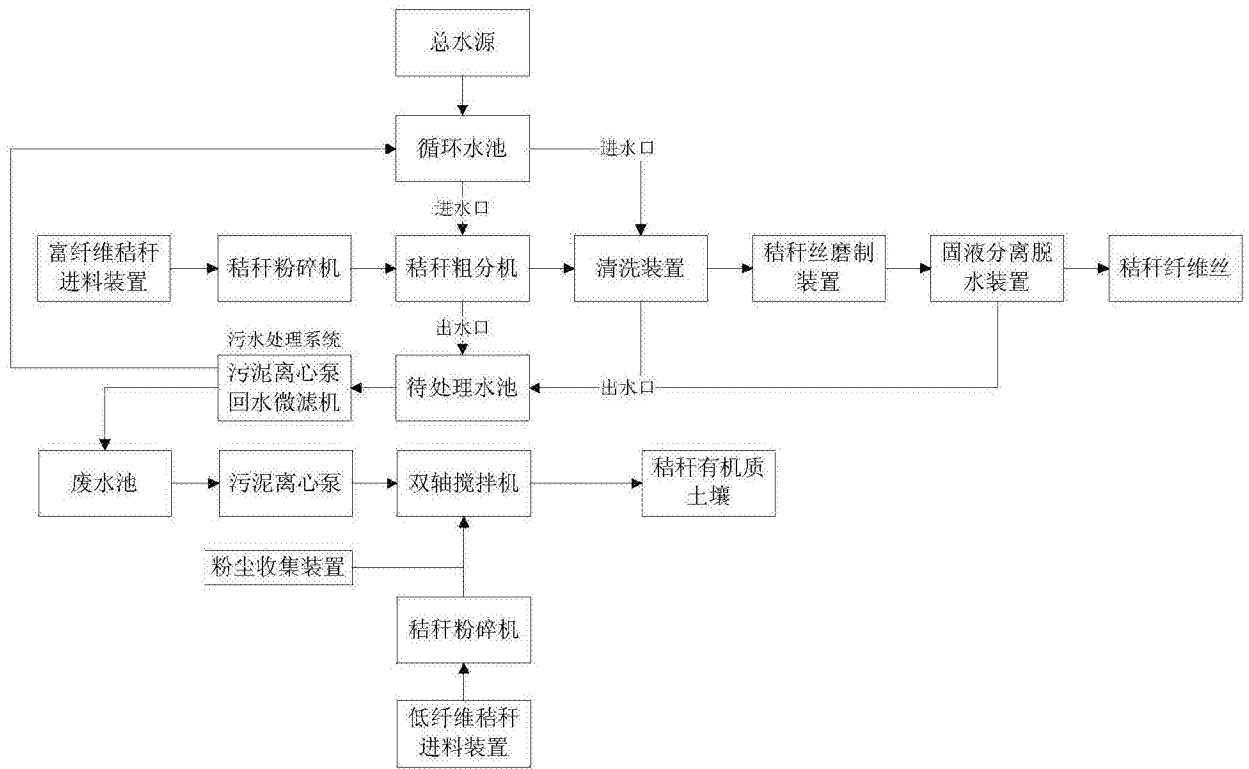 总水源
循环水池
进水口
进水口
富纤维秸秆
进料装置
秸秆粉碎机
秸秆粗分机
清洗装置
秸秆丝磨制
装置
固液分离脱
水装置
秸秆纤维丝
出水口
污水处理系统
污泥离心泵
回水微滤机
待处理水池
出水口
废水池
污泥离心泵
双轴搅拌机
秸秆有机质
土壤
粉尘收集装置
秸秆粉碎机
低纤维秸秆
进料装置